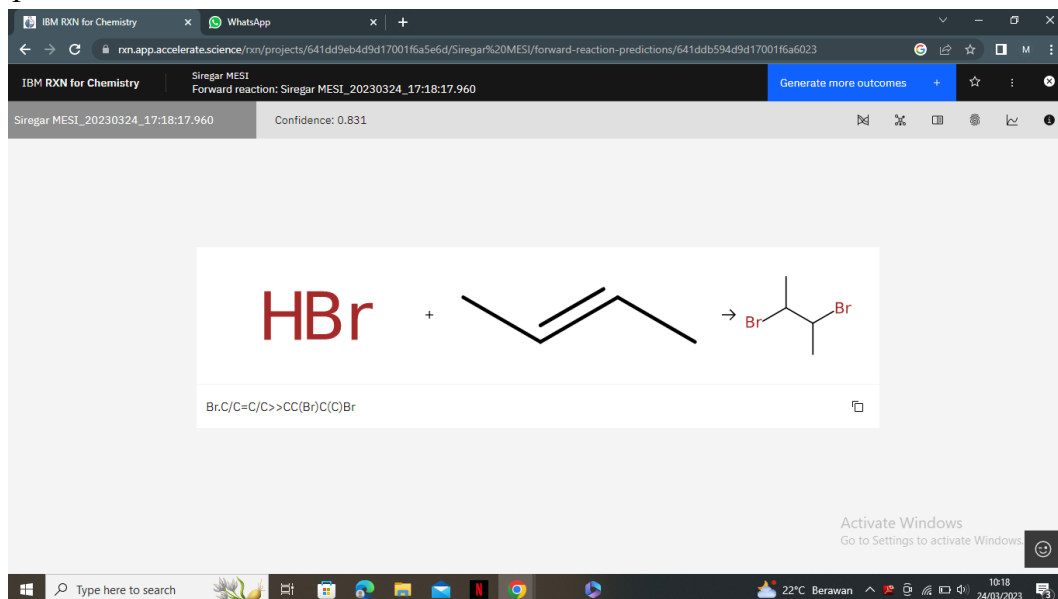 IBM RXN for Chemistry
WhatsApp
rxn.app.accelerate.science/rxn/projects/641dd9eb4d9d17001f6a5e6d/Siregar%20MESI/forward-reaction-predictions/641ddb594d9d17001f6a6023
M
IBM RXN for Chemistry
Siregar MESI
Forward reaction: Siregar MESI_20230324_17:18:17.960
Generate more outcomes +
Siregar MESI_20230324_17:18:17.960
Confidence: 0.831
HBr + → Br Br
Br.C/C=C/C>>CC(Br)C(C)Br
Activate Windows
Go to Settings to activate Windows.
Type here to search
22°C Berawan
10:18
24/03/2023
3